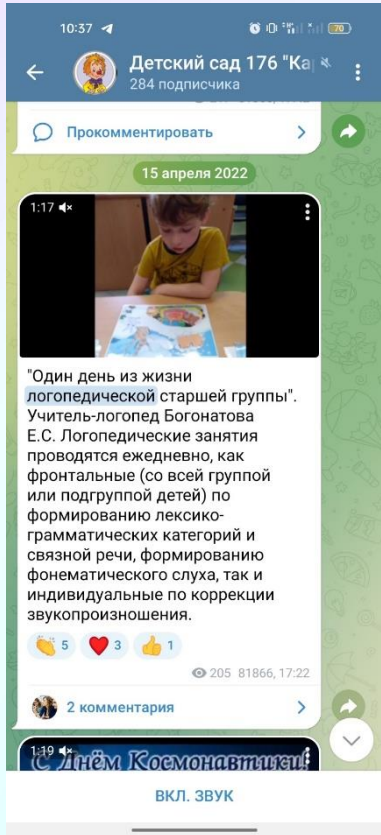 10:37
70
Детский сад 176 "Ка
284 подписчика
Прокомментировать
15 апреля 2022
1:17
"Один день из жизни
логопедической старшей группы".
Учитель-логопед Богонатова
Е.С. Логопедические занятия
проводятся ежедневно, как
фронтальные (со всей группой
или подгруппой детей) по
формированию лексико-
грамматических категорий и
связной речи, формированию
фонематического слуха, так и
индивидуальные по коррекции
звукопроизношения.
5 3 1
205 81866, 17:22
2 комментария
1:19
С Днём Космонавтики!
ВКЛ. ЗВУК